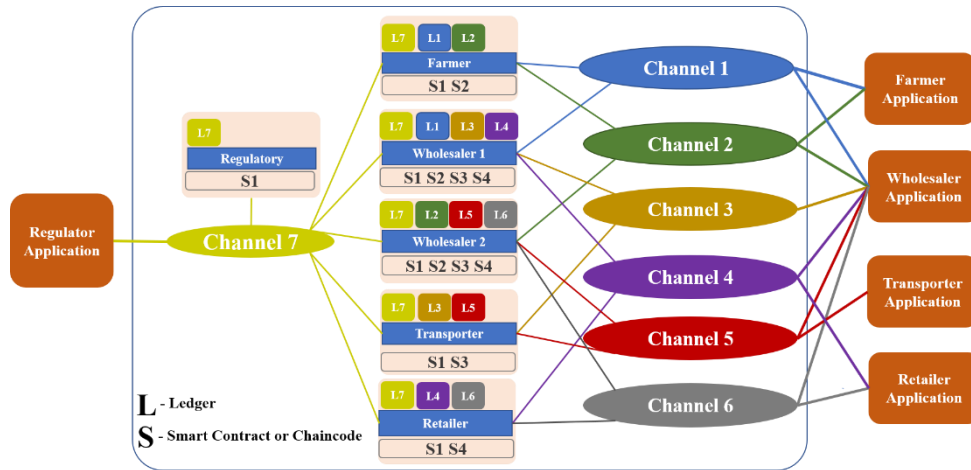 L7 L1 L2
Farmer
S1 S2
L7
Regulatory
S1
L7 L1 L3 L4
Wholesaler 1
S1 S2 S3 S4
L7 L2 L5 L6
Wholesaler 2
S1 S2 S3 S4
L7 L3 L5
Transporter
S1 S3
L7 L4 L6
Retailer
S1 S4
Regulator
Application
Channel 7
Channel 1
Channel 2
Channel 3
Channel 4
Channel 5
Channel 6
Farmer
Application
Wholesaler
Application
Transporter
Application
Retailer
Application
L - Ledger
S - Smart Contract or Chaincode